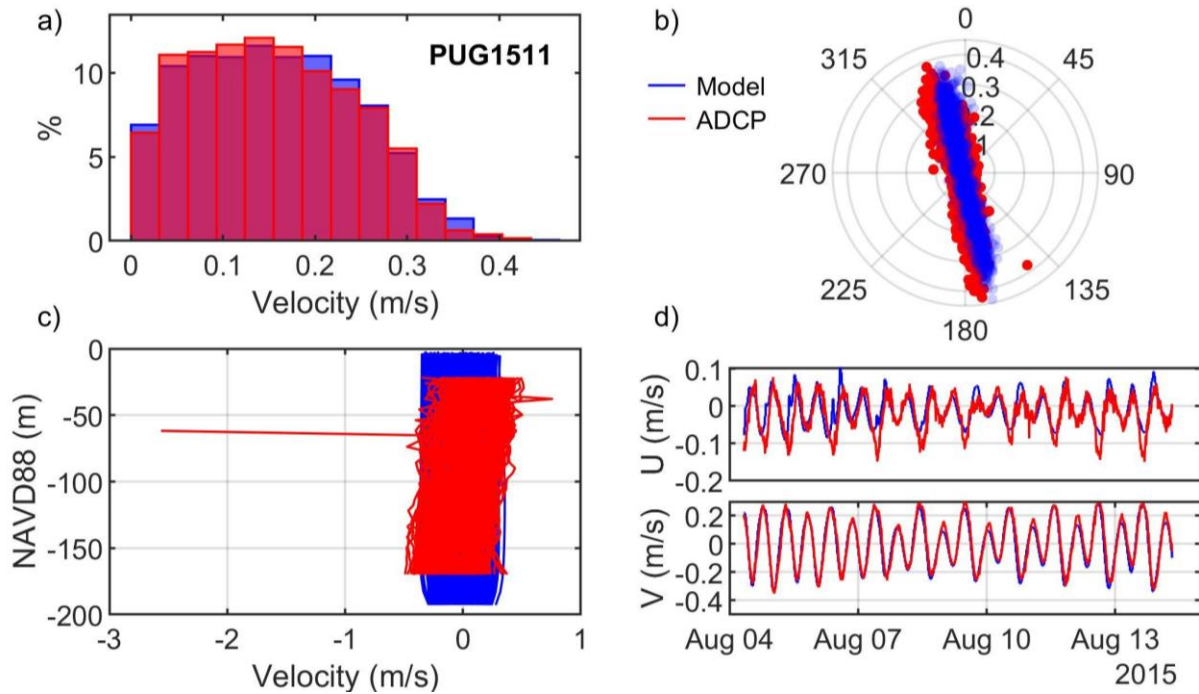 a)
PUG1511
10
5
0
%
0 0.1 0.2 0.3 0.4
Velocity (m/s)
b)
0
315 45
0.4
0.3
.2
1
270 90
225 135
180
Model
ADCP
c)
0
-50
-100
-150
-200
NAVD88 (m)
-3 -2 -1 0 1
Velocity (m/s)
d)
0.1
0
-0.1
-0.2
U (m/s)
0.2
0
-0.2
-0.4
V (m/s)
Aug 04 Aug 07 Aug 10 Aug 13
2015